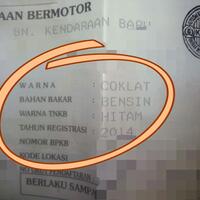 AAN BERMOTOR
BN. KENDARAAN BARU
WARNA : COKLAT
BAHAN BAKAR : BENSIN
WARNA TNKB : HITAM
TAHUN REGISTRASI : 2014
NOMOR BPKB
KODE LOKASI
BERLAKU SAMPA